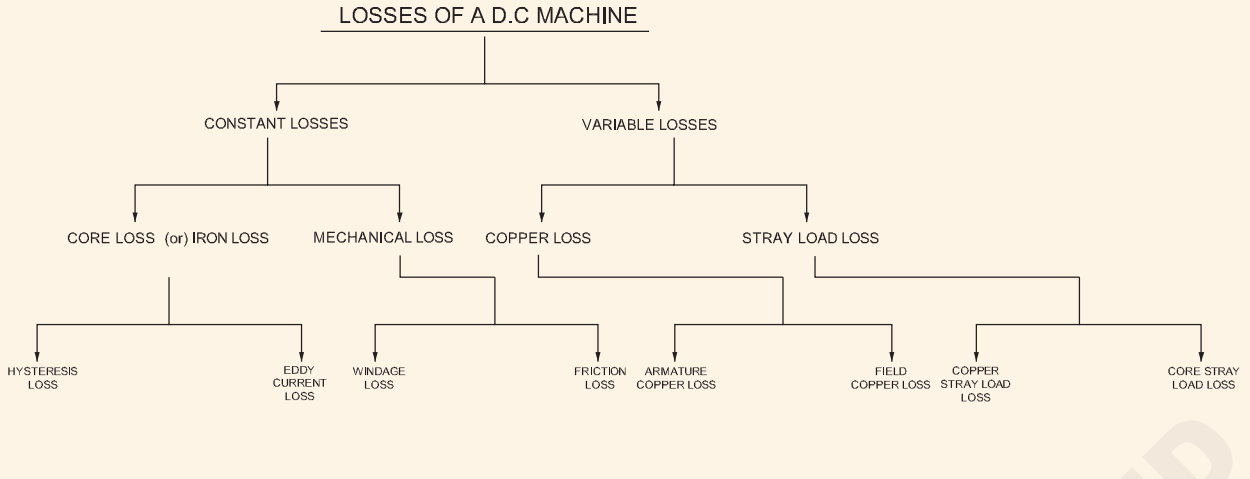 LOSSES OF A D.C MACHINE
CONSTANT LOSSES
VARIABLE LOSSES
CORE LOSS (or) IRON LOSS
MECHANICAL LOSS
COPPER LOSS
STRAY LOAD LOSS
HYSTERESIS
LOSS
EDDY
CURRENT
LOSS
WINDAGE
LOSS
FRICTION
LOSS
ARMATURE
COPPER LOSS
FIELD
COPPER LOSS
COPPER
STRAY LOAD
LOSS
CORE STRAY
LOAD LOSS